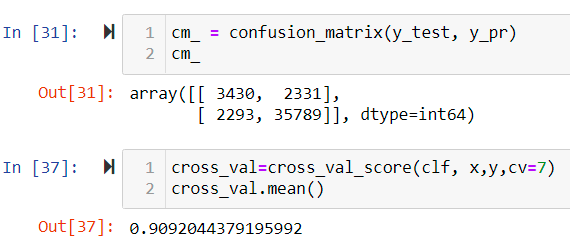 In [31]: 1 cm_ = confusion_matrix(y_test, y_pr)
2 cm_
Out[31]: array([[ 3430,  2331],
[ 2293, 35789]], dtype=int64)
In [37]: 1 cross_val=cross_val_score(clf, x,y,cv=7)
2 cross_val.mean()
Out[37]: 0.9092044379195992